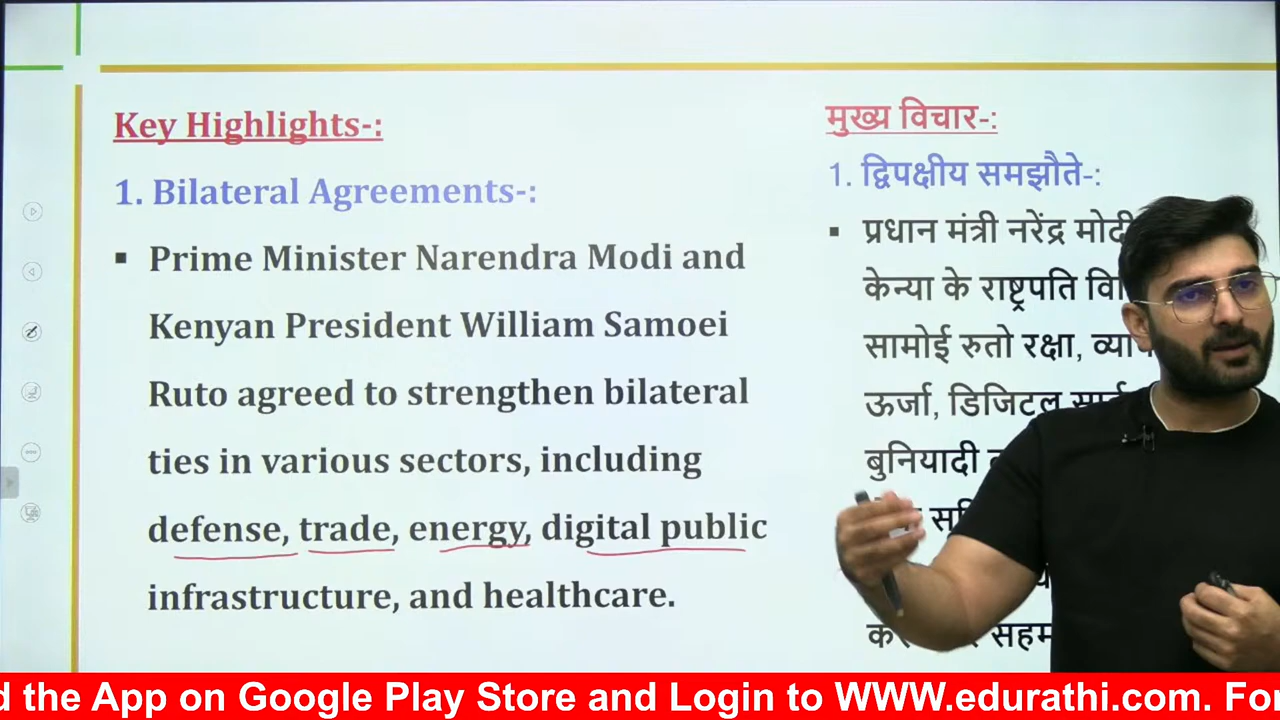 Key Highlights-:
1. Bilateral Agreements-:
▪ Prime Minister Narendra Modi and
Kenyan President William Samoei
Ruto agreed to strengthen bilateral
ties in various sectors, including
defense, trade, energy, digital public
infrastructure, and healthcare.
मुख्य विचार-:
1. द्विपक्षीय समझौते-:
▪ प्रधान मंत्री नरेंद्र मोदी
केन्या के राष्ट्रपति
सामोई रुतो रक्षा,
ऊर्जा, डिजिटल
बुनियादी
the App on Google Play Store and Login to WWW.edurathi.com.